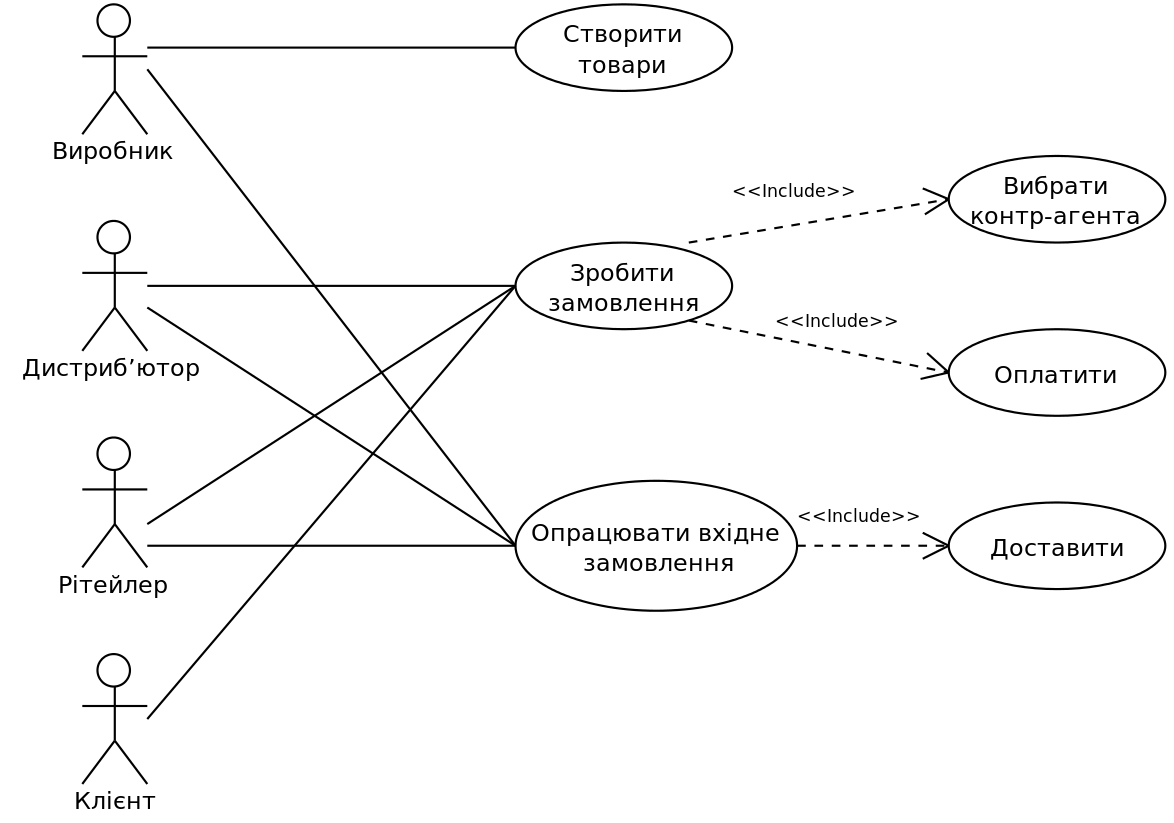 Створити
товари
Виробник
<<Include>>
Вибрати
контр-агента
Зробити
замовлення
<<Include>>
Дистриб’ютор
Оплатити
<<Include>>
Опрацювати вхідне
замовлення
Доставити
Рітейлер
Клієнт